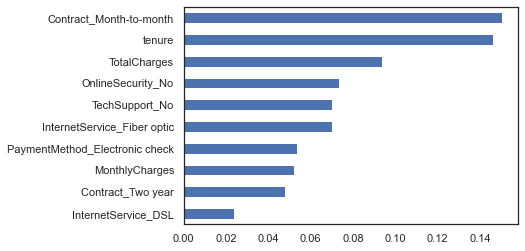 Contract_Month-to-month
tenure
TotalCharges
OnlineSecurity_No
TechSupport_No
InternetService_Fiber optic
PaymentMethod_Electronic check
MonthlyCharges
Contract_Two year
InternetService_DSL
0.00 0.02 0.04 0.06 0.08 0.10 0.12 0.14